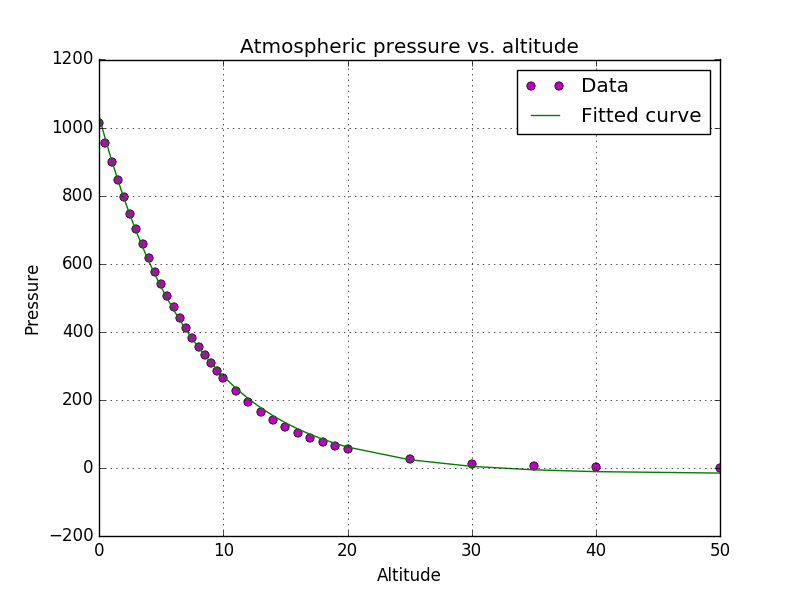 Atmospheric pressure vs. altitude
1200
1000
800
600
400
200
0
−200
Pressure
Data
Fitted curve
0 10 20 30 40 50
Altitude